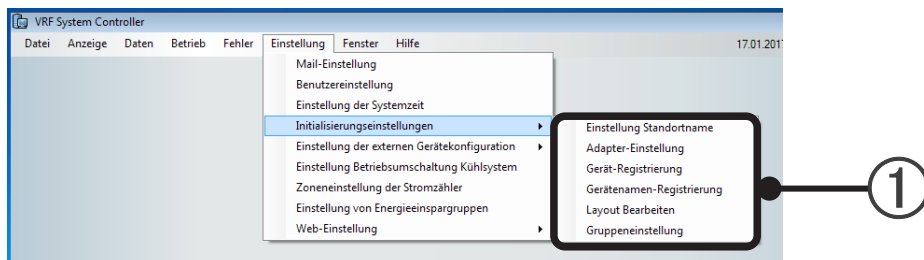 VRF System Controller
Datei Anzeige Daten Betrieb Fehler Einstellung Fenster Hilfe 17.01.2017
Mail-Einstellung
Benutzereinstellung
Einstellung der Systemzeit
Initialisierungseinstellungen
Einstellung der externen Gerätekonfiguration
Einstellung Betriebsumschaltung Kühlsystem
Zoneneinstellung der Stromzähler
Einstellung von Energieeinspargruppen
Web-Einstellung
Einstellung Standortname
Adapter-Einstellung
Gerät-Registrierung
Gerätenamen-Registrierung
Layout Bearbeiten
Gruppeneinstellung
①